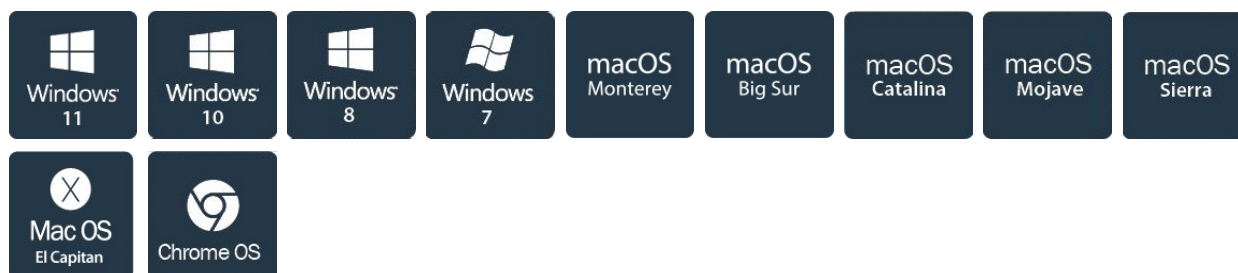 Windows
11
Windows
10
Windows
8
Windows
7
macOS
Monterey
macOS
Big Sur
macOS
Catalina
macOS
Mojave
macOS
Sierra
X
Mac OS
El Capitan
Chrome OS